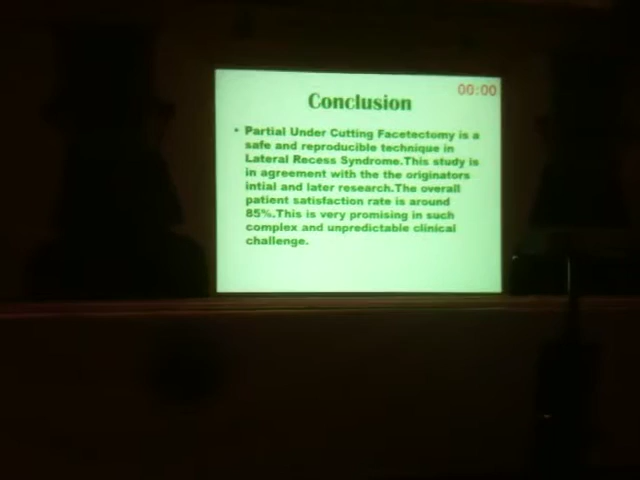 00:00
Conclusion
• Partial Under Cutting Facetectomy is a
safe and reproducible technique in
Lateral Recess Syndrome.This study is
in agreement with the the originators
intial and later research.The overall
patient satisfaction rate is around
85%.This is very promising in such
complex and unpredictable clinical
challenge.